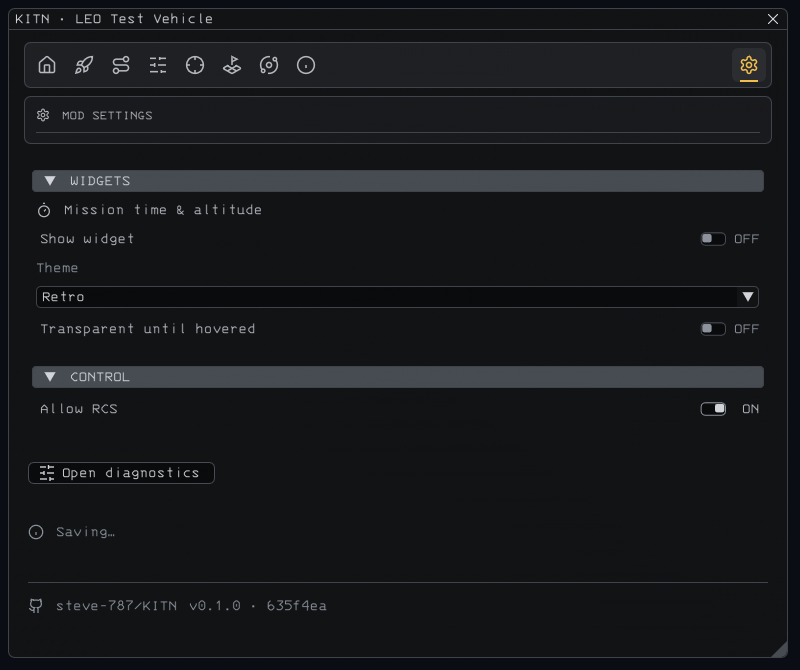 KITN · LEO Test Vehicle
MOD SETTINGS
WIDGETS
Mission time & altitude
Show widget OFF
Theme
Retro
Transparent until hovered OFF
CONTROL
Allow RCS ON
Open diagnostics
Saving…
steve-787/KITN v0.1.0 · 635f4ea